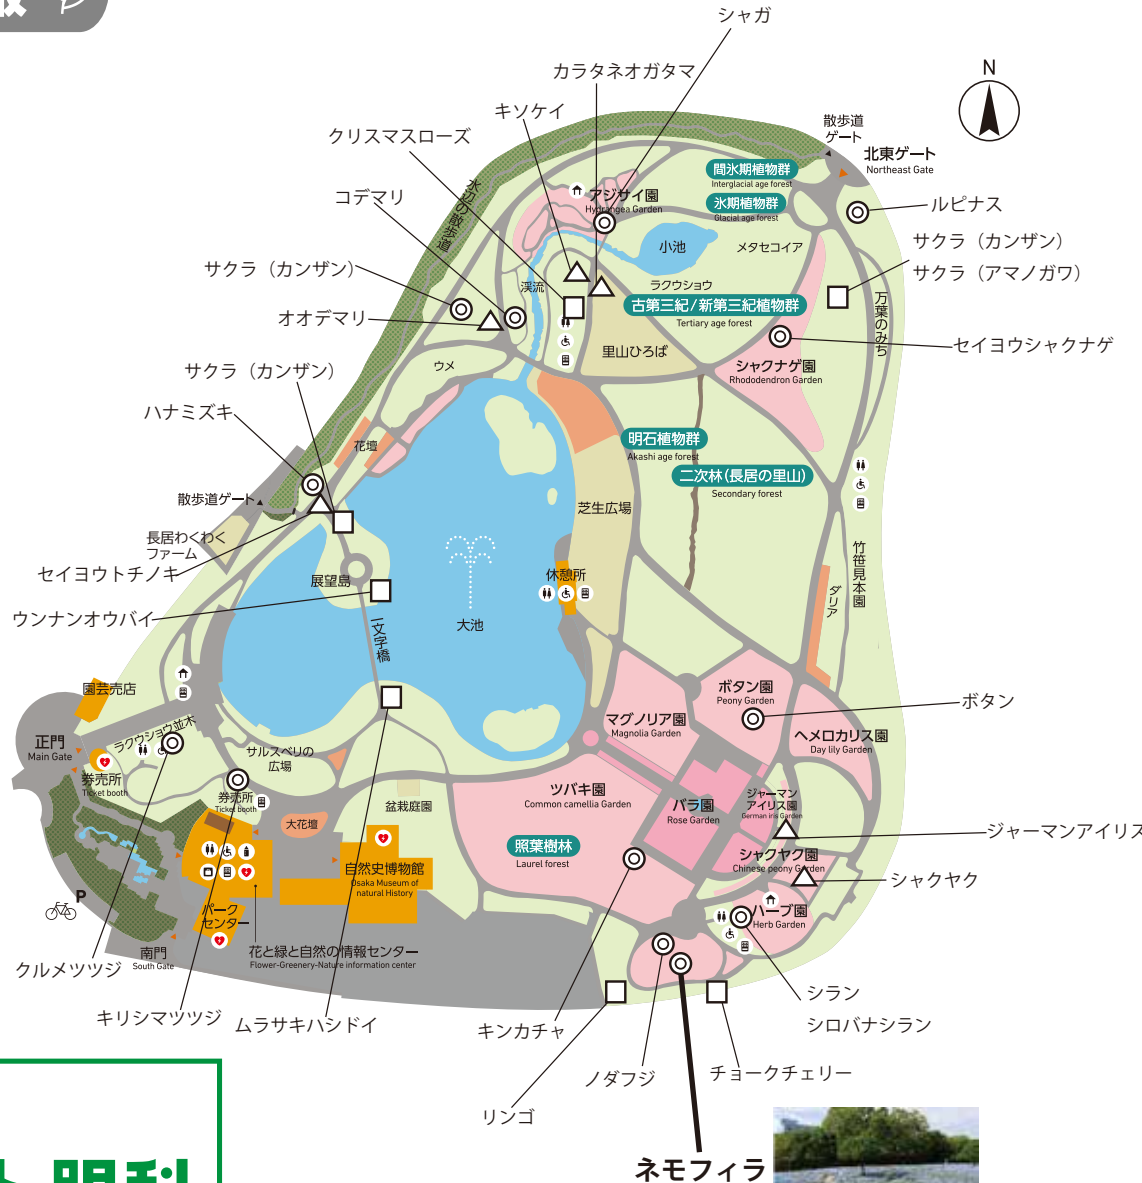 シャガ
カラタネオガタマ
キソケイ
クリスマスローズ
コデマリ
サクラ（カンザン）
オオデマリ
サクラ（カンザン）
ハナミズキ
散歩道ゲート
長居わくわく
ファーム
セイヨウトチノキ
ウンナンオウバイ
N
散歩道
ゲート
北東ゲート
Northeast Gate
ルピナス
サクラ（カンザン）
サクラ（アマノガワ）
セイヨウシャクナゲ
水辺の散歩道
間氷期植物群
Interglacial age forest
氷期植物群
Glacial age forest
アジサイ園
Hydrangea Garden
小池
メタセコイア
ラクウショウ
渓流
古第三紀/新第三紀植物群
Tertiary age forest
里山ひろば
万葉のみち
シャクナゲ園
Rhododendron Garden
ウメ
花壇
明石植物群
Akashi age forest
二次林(長居の里山)
Secondary forest
芝生広場
休憩所
展望島
一文字橋
大池
竹笹見本園
ダリア
園芸売店
正門
Main Gate
ラクウショウ並木
券売所
Ticket booth
サルスベリの
広場
券売所
Ticket booth
大花壇
盆栽庭園
自然史博物館
Osaka Museum of
natural History
パーク
センター
花と緑と自然の情報センター
Flower-Greenery-Nature information center
P
南門
South Gate
マグノリア園
Magnolia Garden
ボタン園
Peony Garden
ボタン
ヘメロカリス園
Day lily Garden
ツバキ園
Common camellia Garden
バラ園
Rose Garden
ジャーマン
アイリス園
German iris Garden
ジャーマンアイリス
照葉樹林
Laurel forest
シャクヤク園
Chinese peony Garden
シャクヤク
ハーブ園
Herb Garden
クルメツツジ
キリシマツツジ
ムラサキハシドイ
キンカチャ
シラン
シロバナシラン
ノダフジ
チョークチェリー
リンゴ
ネモフィラ